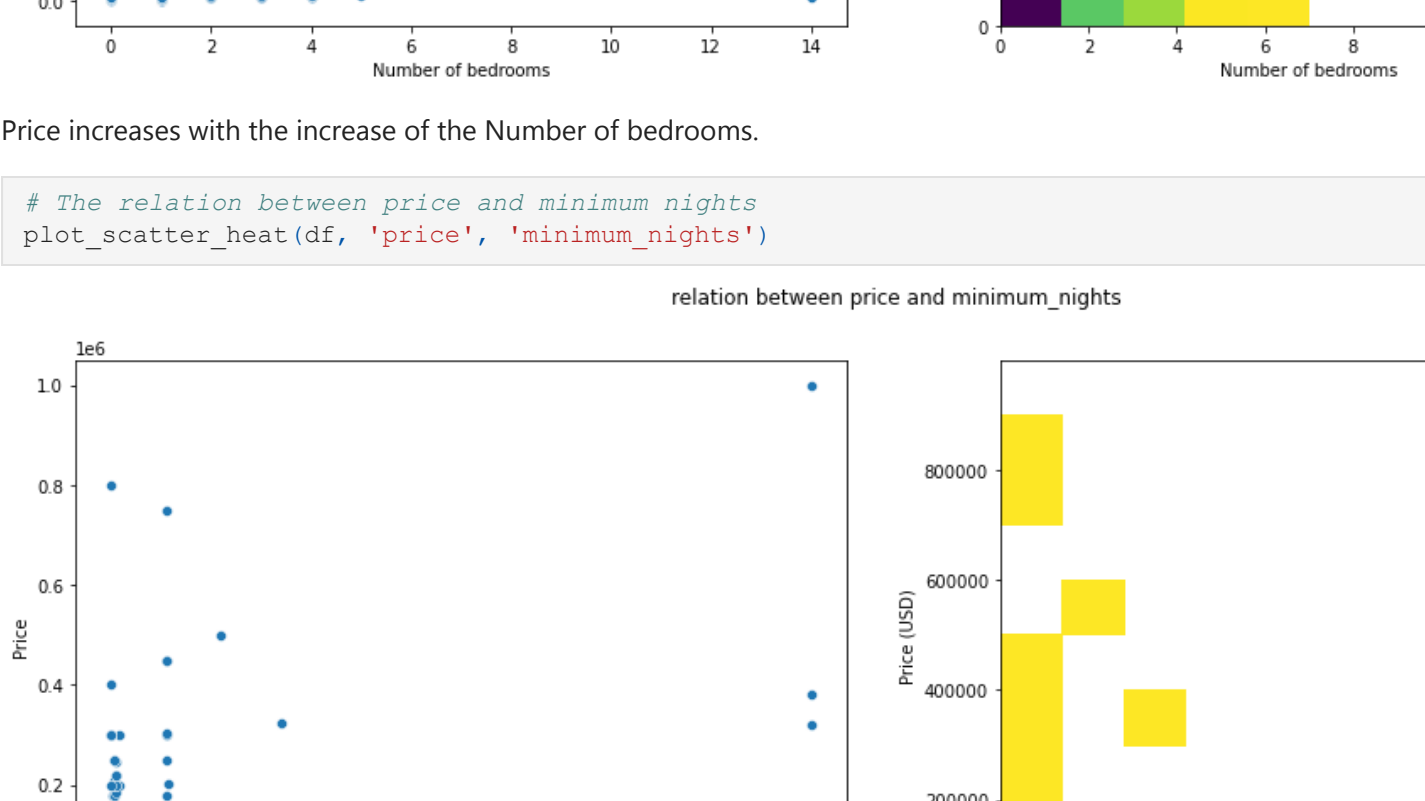 0.0
0
0 2 4 6 8 10 12 14
0 2 4 6 8
Number of bedrooms
Number of bedrooms
Price increases with the increase of the Number of bedrooms.
# The relation between price and minimum nights
plot_scatter_heat(df, 'price', 'minimum_nights')
relation between price and minimum_nights
1e6
1.0
0.8
0.6
0.4
0.2
Price
800000
600000
400000
200000
Price (USD)